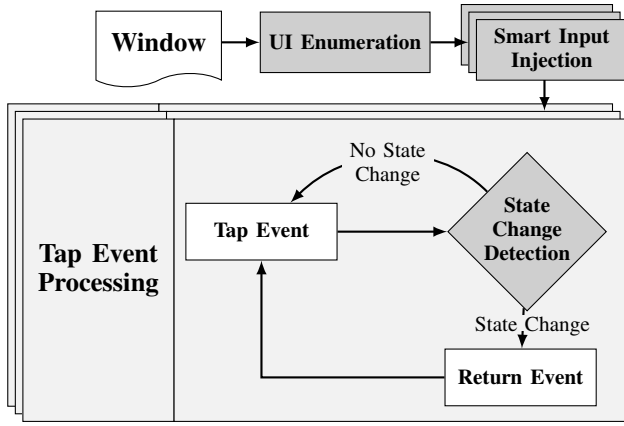 Window
UI Enumeration
Smart Input
Injection
No State
Change
Tap Event
State
Change
Detection
Tap Event
Processing
State Change
Return Event